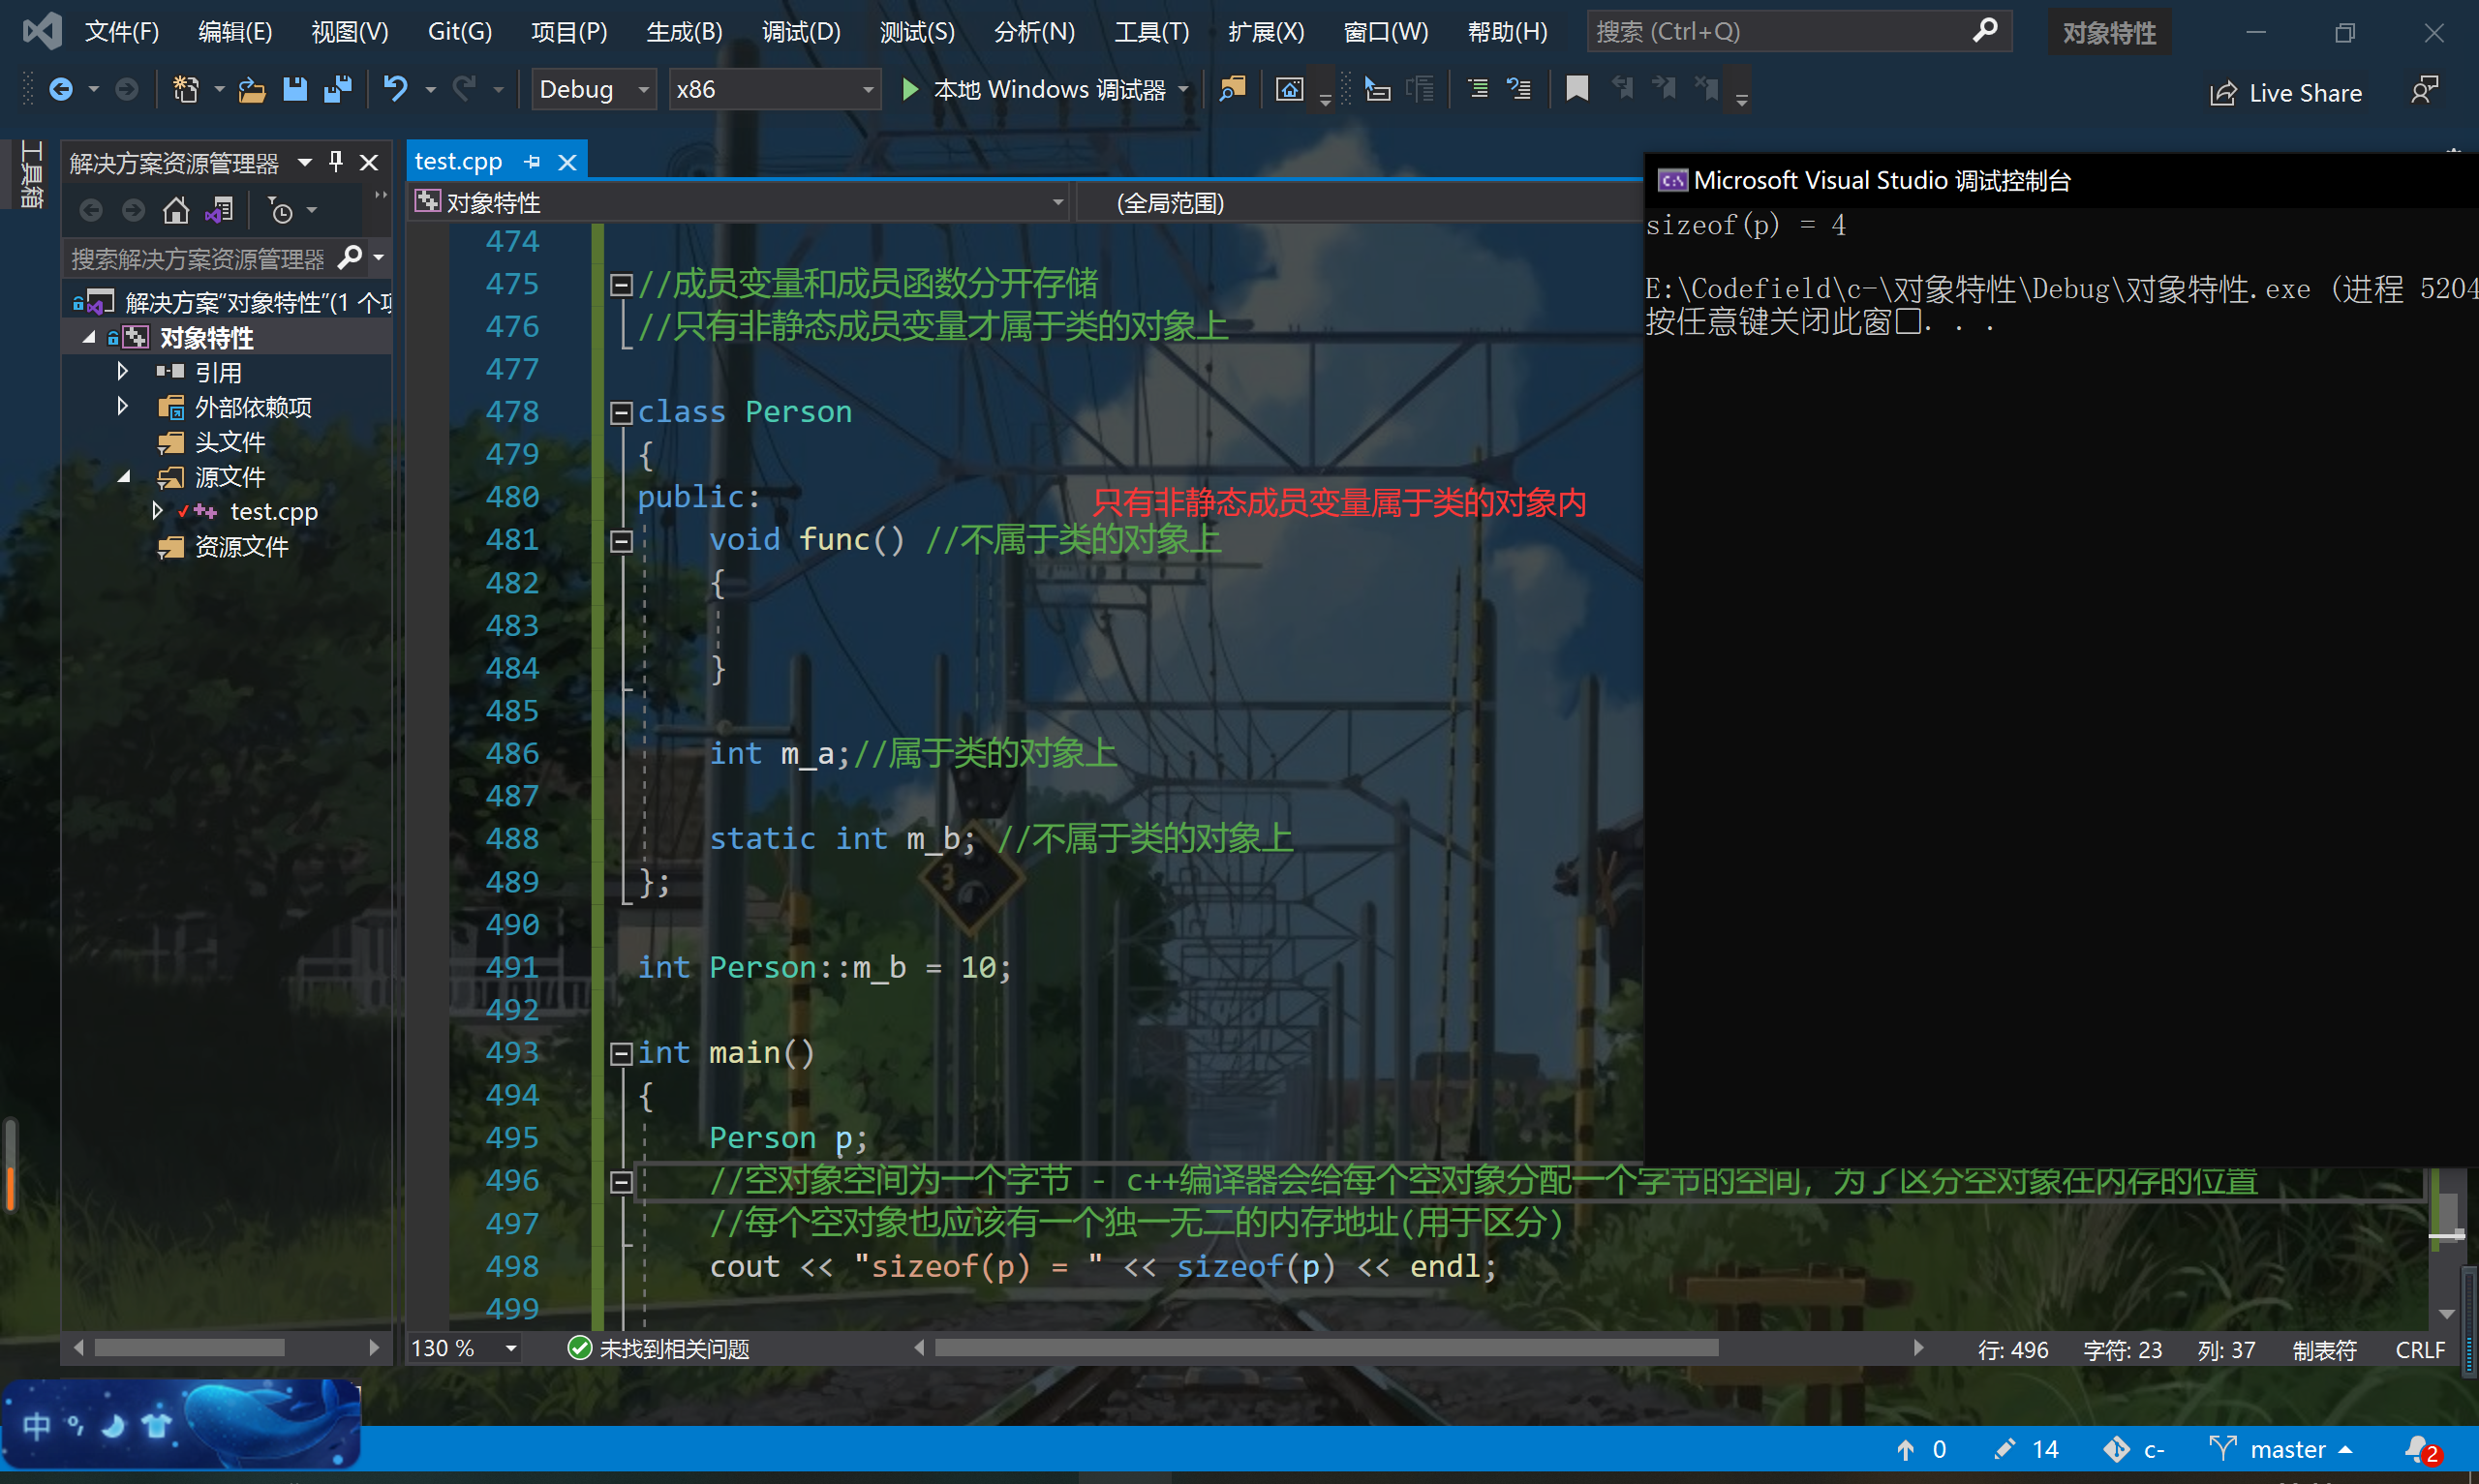 文件(F) 编辑(E) 视图(V) Git(G) 项目(P) 生成(B) 调试(D) 测试(S) 分析(N) 工具(T) 扩展(X) 窗口(W) 帮助(H) 搜索 (Ctrl+Q) 对象特性
Debug x86 本地 Windows 调试器 Live Share
工具箱
解决方案资源管理器
搜索解决方案资源管理器
解决方案"对象特性"(1 个
对象特性
引用
外部依赖项
头文件
源文件
test.cpp
资源文件
test.cpp
对象特性 (全局范围)
474
475 //成员变量和成员函数分开存储
476 //只有非静态成员变量才属于类的对象上
477
478 class Person
479 {
480 public:
只有非静态成员变量属于类的对象内
481 void func() //不属于类的对象上
482 {
483
484 }
485
486 int m_a;//属于类的对象上
487
488 static int m_b; //不属于类的对象上
489 };
490
491 int Person::m_b = 10;
492
493 int main()
494 {
495 Person p;
496 //空对象空间为一个字节 - c++编译器会给每个空对象分配一个字节的空间，为了区分空对象在内存的位置
497 //每个空对象也应该有一个独一无二的内存地址(用于区分)
498 cout << "sizeof(p) = " << sizeof(p) << endl;
499
Microsoft Visual Studio 调试控制台
sizeof(p) = 4
E:\Codefield\c-\对象特性\Debug\对象特性.exe (进程 5204
按任意键关闭此窗口. . .
130 % 未找到相关问题 行: 496 字符: 23 列: 37 制表符 CRLF
中
0 14 c- master 2